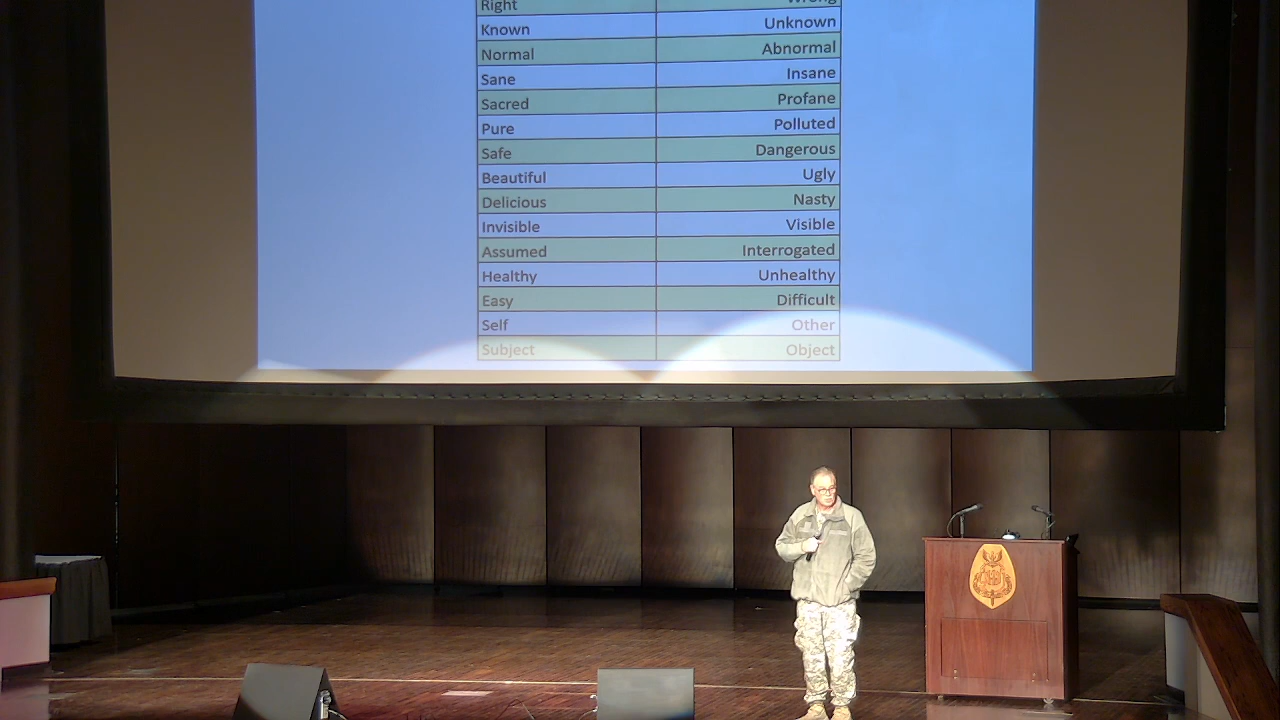 Right Wrong
Known Unknown
Normal Abnormal
Sane Insane
Sacred Profane
Pure Polluted
Safe Dangerous
Beautiful Ugly
Delicious Nasty
Invisible Visible
Assumed Interrogated
Healthy Unhealthy
Easy Difficult
Self Other
Subject Object